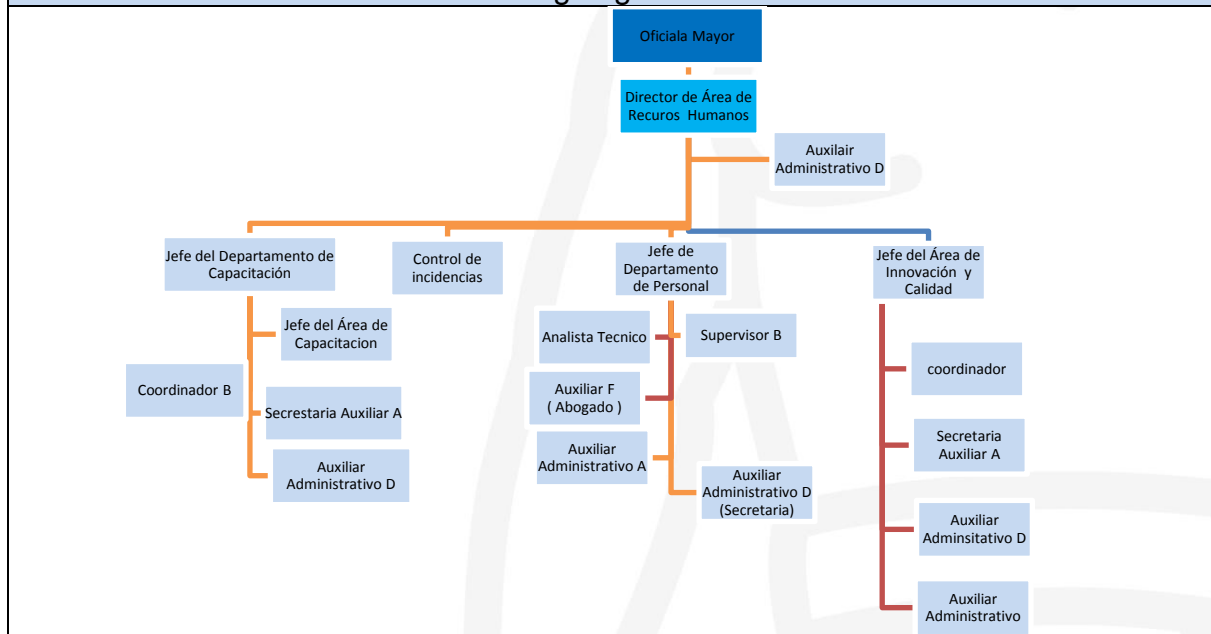 Oficiala Mayor
Director de Área de
Recuros Humanos
Auxilair
Administrativo D
Jefe del Departamento de
Capacitación
Control de
incidencias
Jefe de
Departamento
de Personal
Jefe del Área de
Innovación y
Calidad
Jefe del Área de
Capacitacion
Coordinador B
Secrestaria Auxiliar A
Auxiliar
Administrativo D
Analista Tecnico
Supervisor B
Auxiliar F
( Abogado )
Auxiliar
Administrativo A
Auxiliar
Administrativo D
(Secretaria)
coordinador
Secretaria
Auxiliar A
Auxiliar
Adminsitativo D
Auxiliar
Administrativo